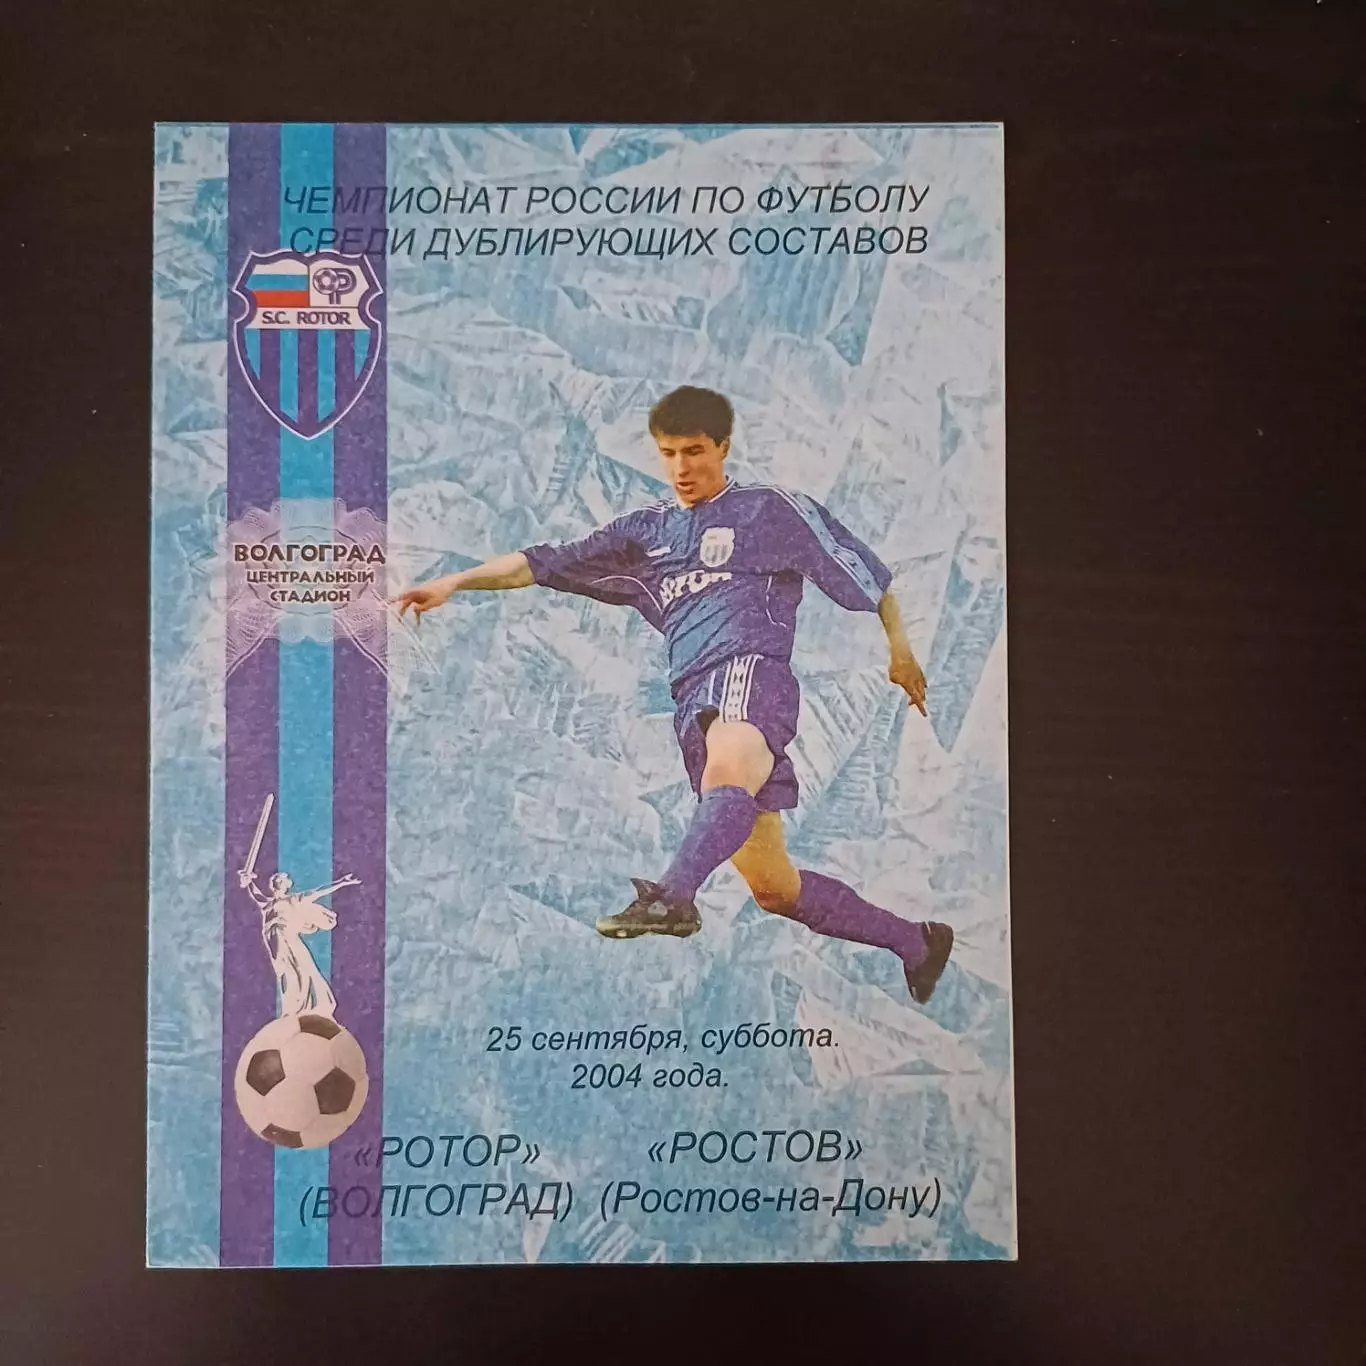 ЧЕМПИОНАТ РОССИИ ПО ФУТБОЛУ
СРЕДИ ДУБЛИРУЮЩИХ СОСТАВОВ
S.C. ROTOR
ВОЛГОГРАД
ЦЕНТРАЛЬНЫЙ
СТАДИОН
25 сентября, суббота.
2004 года.
«РОТОР» «РОСТОВ»
(ВОЛГОГРАД) (Ростов-на-Дону)